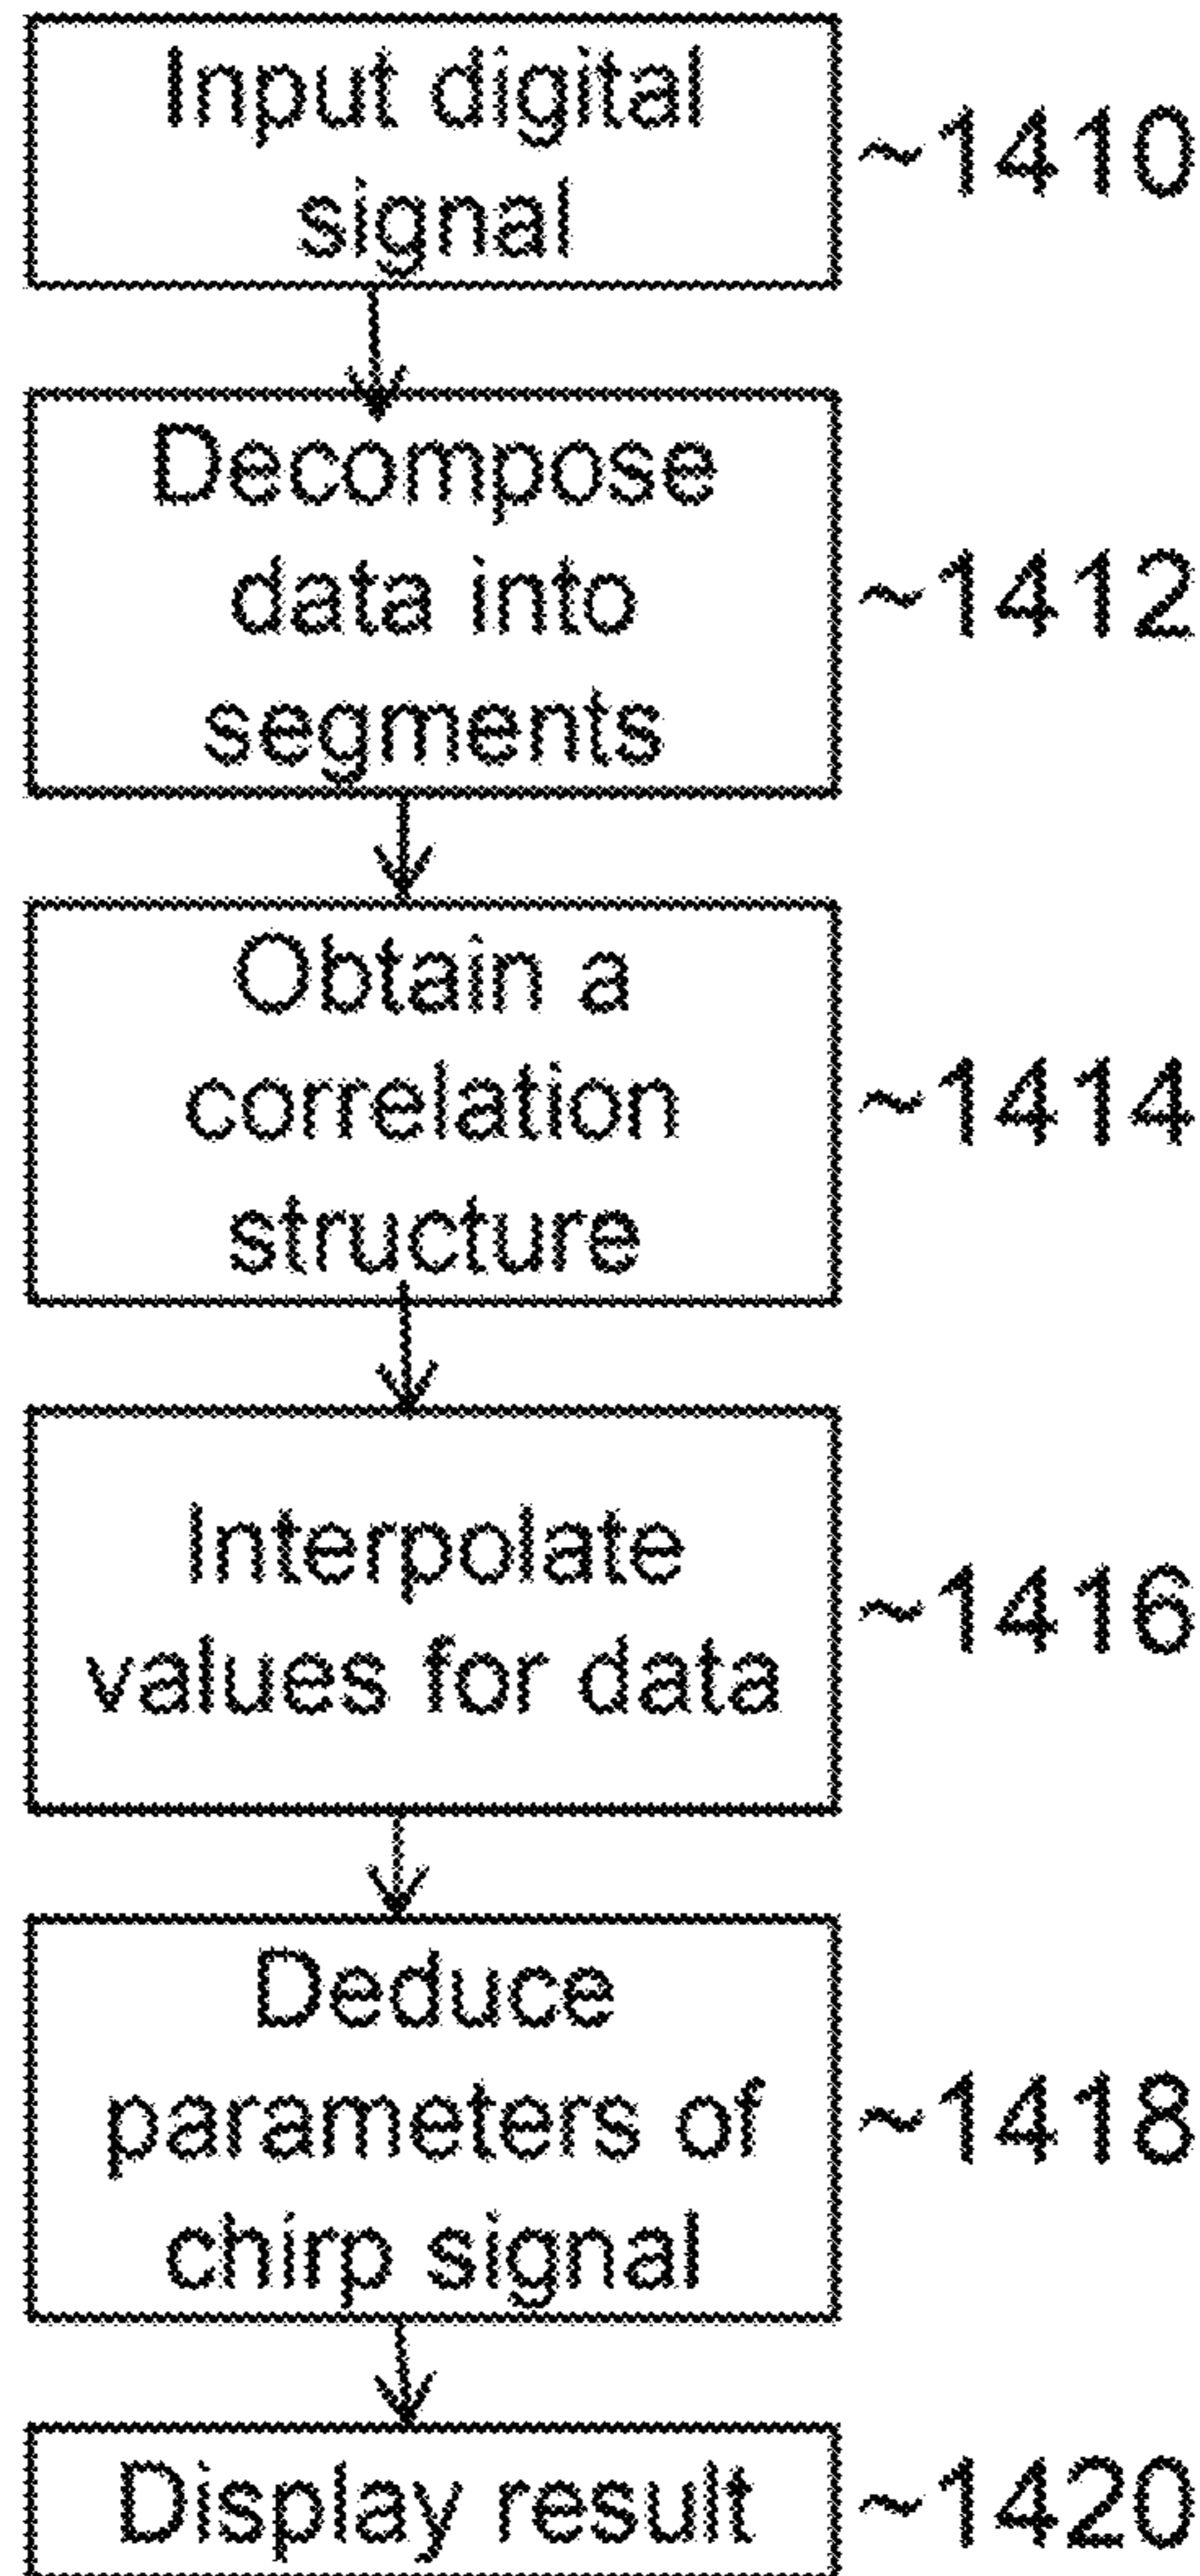 Input digital
signal
~1410
Decompose
data into
segments
~1412
Obtain a
correlation
structure
~1414
Interpolate
values for data
~1416
Deduce
parameters of
chirp signal
~1418
Display result
~1420